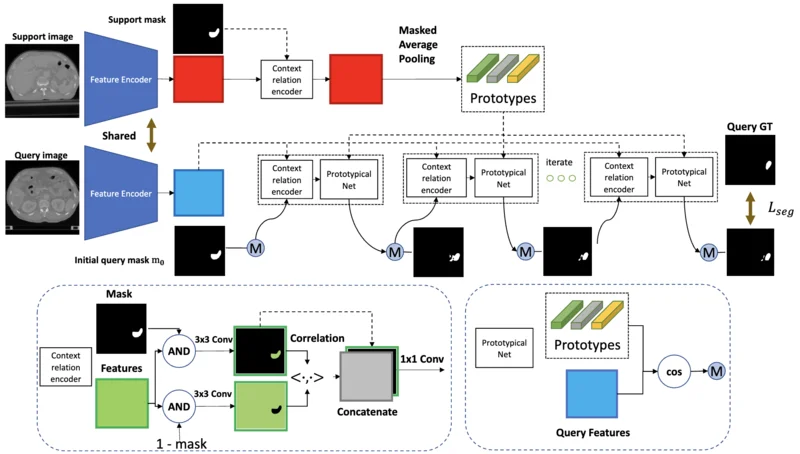 Support mask
Support image
Feature Encoder
Context
relation
encoder
Masked
Average
Pooling
Prototypes
Shared
Query image
Feature Encoder
Context
relation
encoder
Prototypical
Net
Context
relation
encoder
Prototypical
Net
iterate
Context
relation
encoder
Prototypical
Net
Query GT
L_seg
Initial query mask m₀
M
M
M
M
Mask
Context
relation
encoder
Features
AND
3x3 Conv
AND
3x3 Conv
1 - mask
Correlation
<·,·>
Concatenate
1x1 Conv
Prototypical
Net
Prototypes
Query Features
cos
M